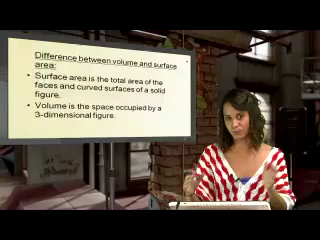 Difference between volume and surface
area:
• Surface area is the total area of the
faces and curved surfaces of a solid
figure.
• Volume is the space occupied by a
3-dimensional figure.